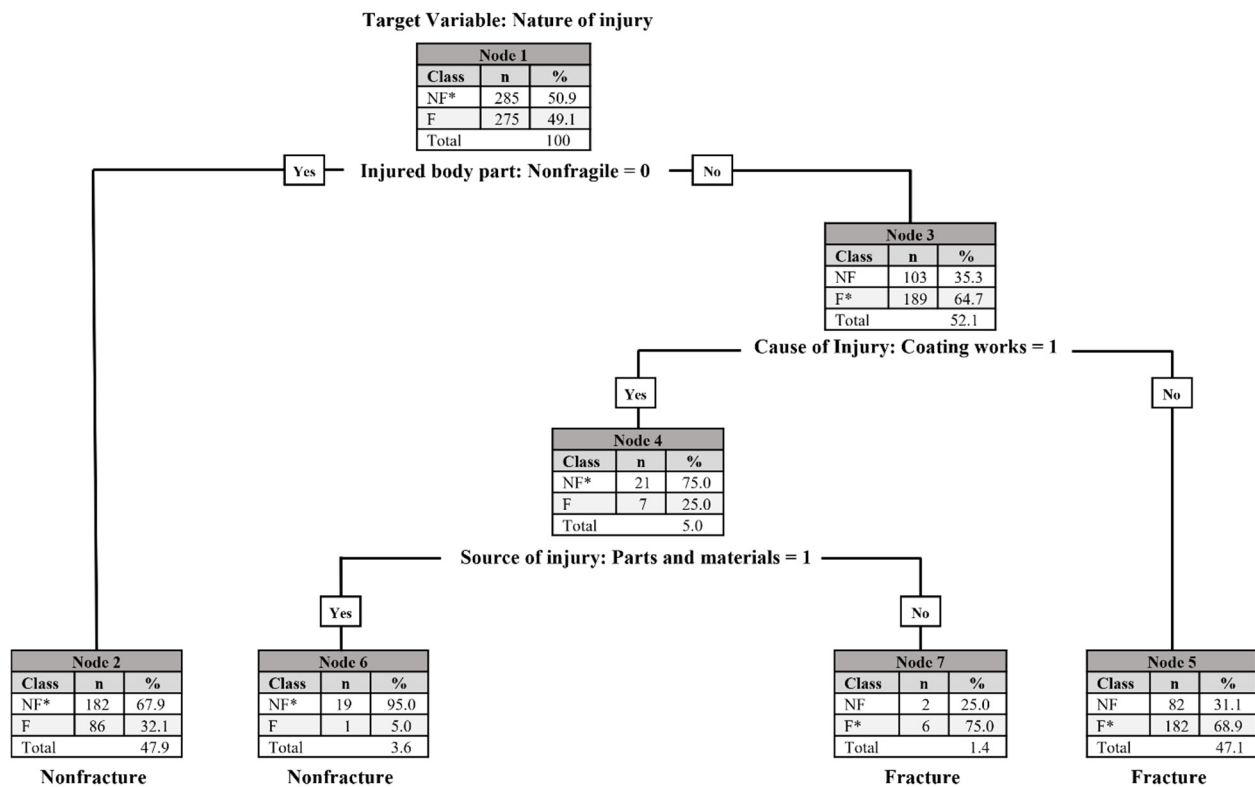 Target Variable: Nature of injury
Node 1
Class n %
NF* 285 50.9
F 275 49.1
Total 100
Yes Injured body part: Nonfragile = 0 No
Node 3
Class n %
NF 103 35.3
F* 189 64.7
Total 52.1
Cause of Injury: Coating works = 1
Yes No
Node 4
Class n %
NF* 21 75.0
F 7 25.0
Total 5.0
Source of injury: Parts and materials = 1
Yes No
Node 2
Class n %
NF* 182 67.9
F 86 32.1
Total 47.9
Nonfracture
Node 6
Class n %
NF* 19 95.0
F 1 5.0
Total 3.6
Nonfracture
Node 7
Class n %
NF 2 25.0
F* 6 75.0
Total 1.4
Fracture
Node 5
Class n %
NF 82 31.1
F* 182 68.9
Total 47.1
Fracture